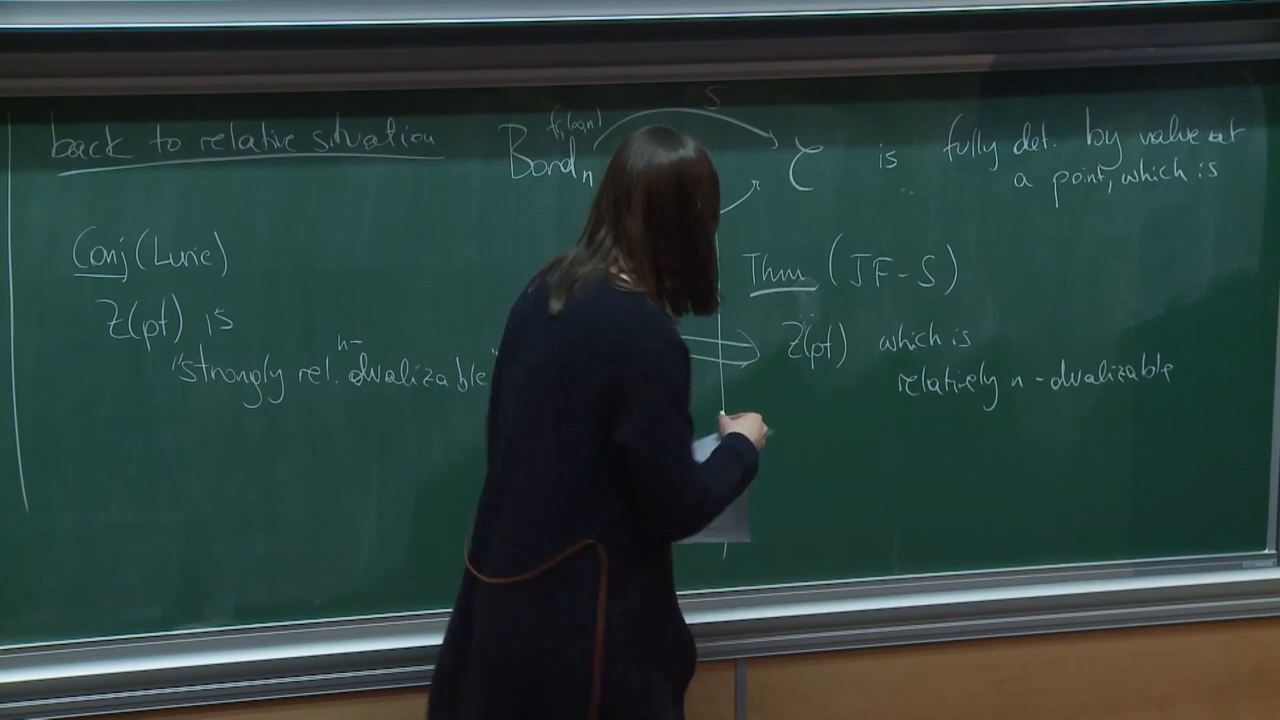 back to relative situation
Bord_n^{fr,(∞,n)} S C is fully det. by value at
a point, which is
Conj (Lurie)
Z(pt) is
"strongly rel. n-dualizable"
Thm (JF-S)
⇒ Z(pt) which is
relatively n-dualizable